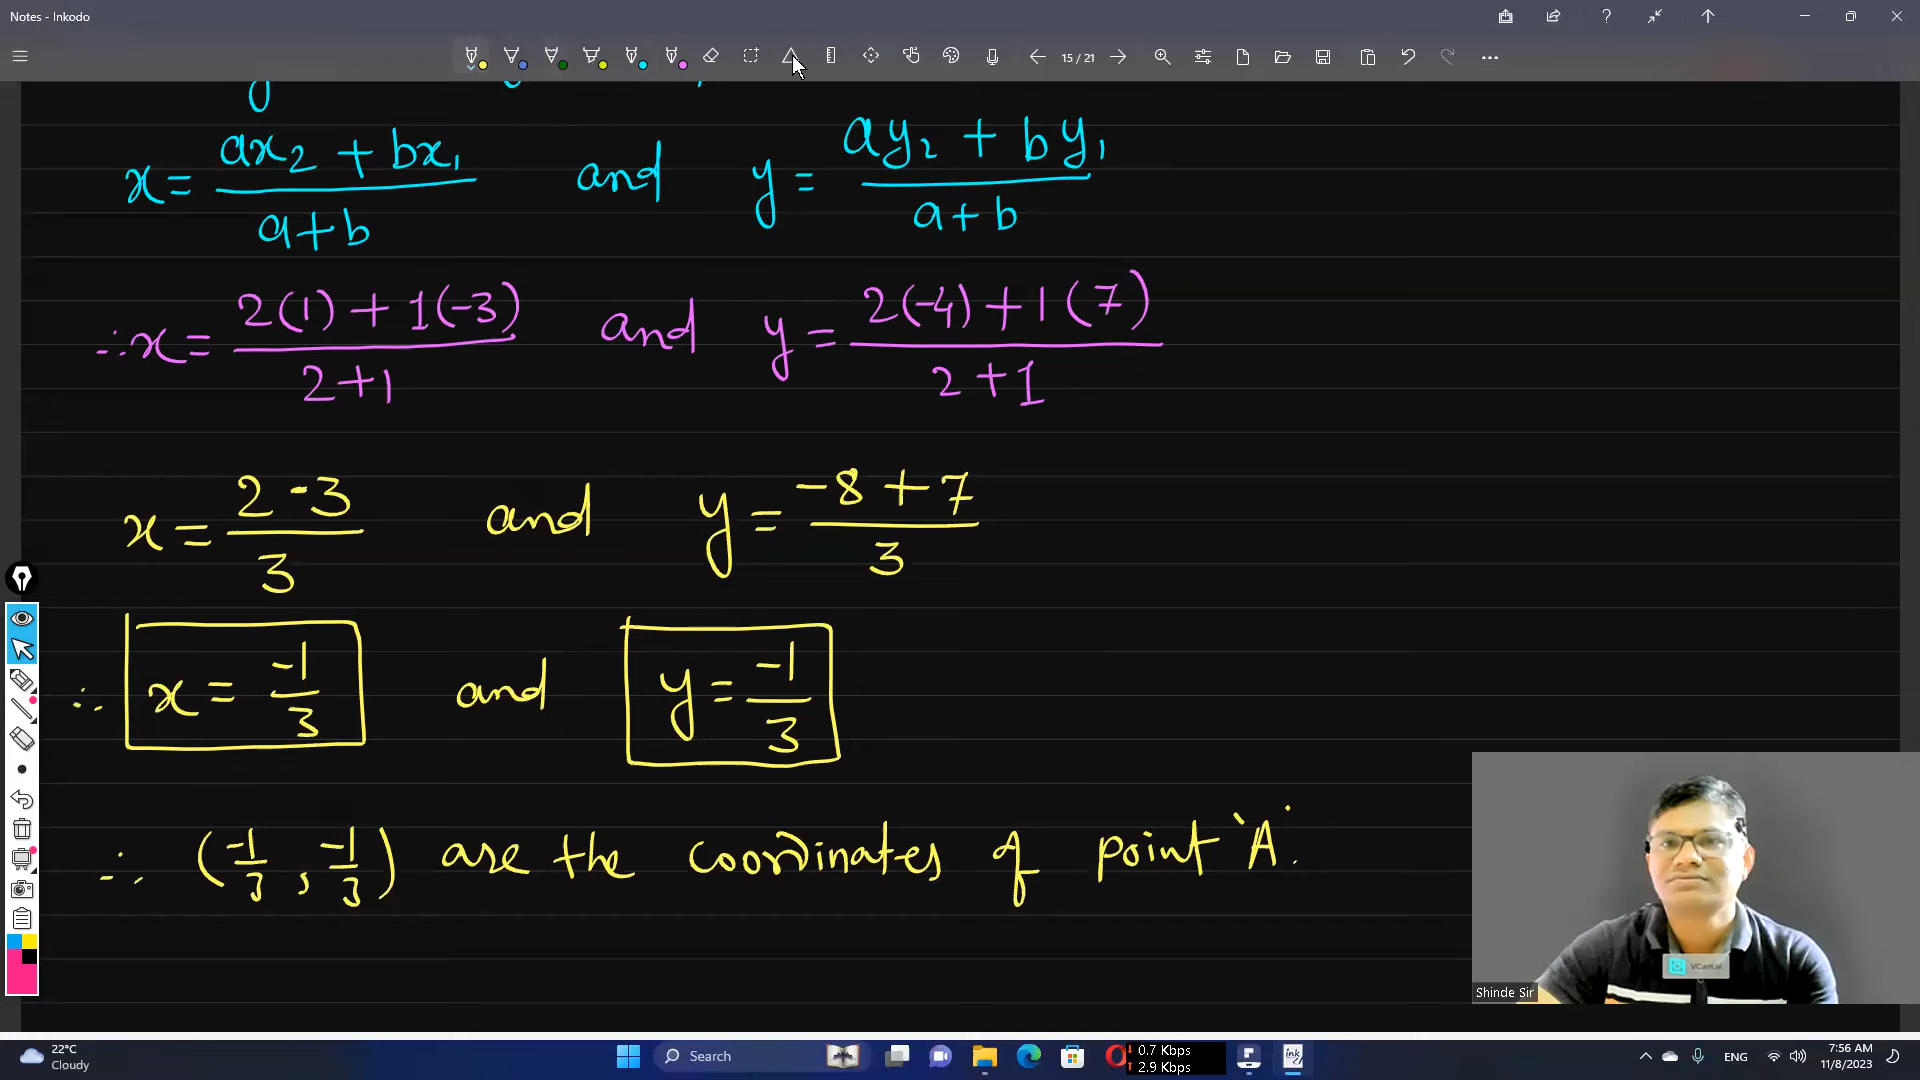 Notes - Inkodo
15 / 21
x = ax₂ + bx₁ / a+b and y = ay₂ + by₁ / a+b
∴ x = 2(1) + 1(-3) / 2+1 and y = 2(-4) + 1(7) / 2+1
x = 2 - 3 / 3 and y = -8 + 7 / 3
∴ x = -1/3 and y = -1/3
∴ (-1/3 , -1/3) are the coordinates of point 'A'.
VCam.ai
Shinde Sir
22°C
Cloudy
Search
0.7 Kbps
2.9 Kbps
ink
ENG
7:56 AM
11/8/2023